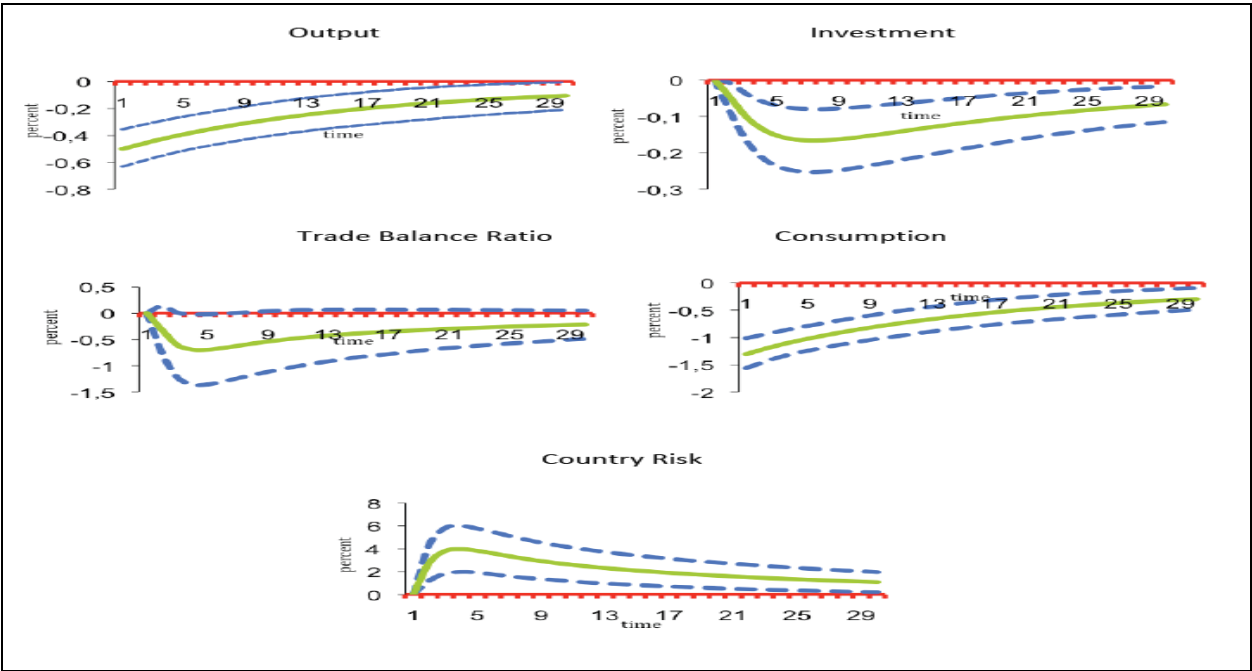 Output
0
-0,2
-0,4
-0,6
-0,8
percent
1 5 9 13 17 21 25 29
time
Investment
0
-0,1
-0,2
-0,3
percent
1 5 9 13 17 21 25 29
time
Trade Balance Ratio
0,5
0
-0,5
-1
-1,5
percent
1 5 9 13 17 21 25 29
time
Consumption
0
-0,5
-1
-1,5
-2
percent
1 5 9 13 17 21 25 29
time
Country Risk
8
6
4
2
0
percent
1 5 9 13 17 21 25 29
time